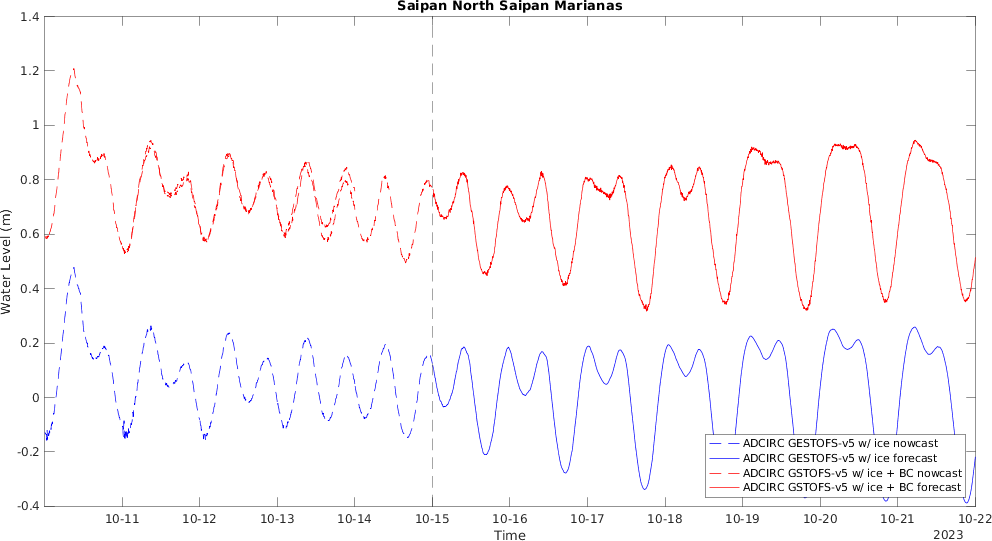 Saipan North Saipan Marianas
1.4
1.2
1
0.8
0.6
0.4
0.2
0
-0.2
-0.4
Water Level (m)
ADCIRC GESTOFS-v5 w/ ice nowcast
ADCIRC GESTOFS-v5 w/ ice forecast
ADCIRC GSTOFS-v5 w/ ice + BC nowcast
ADCIRC GSTOFS-v5 w/ ice + BC forecast
10-11 10-12 10-13 10-14 10-15 10-16 10-17 10-18 10-19 10-20 10-21 10-22
Time
2023